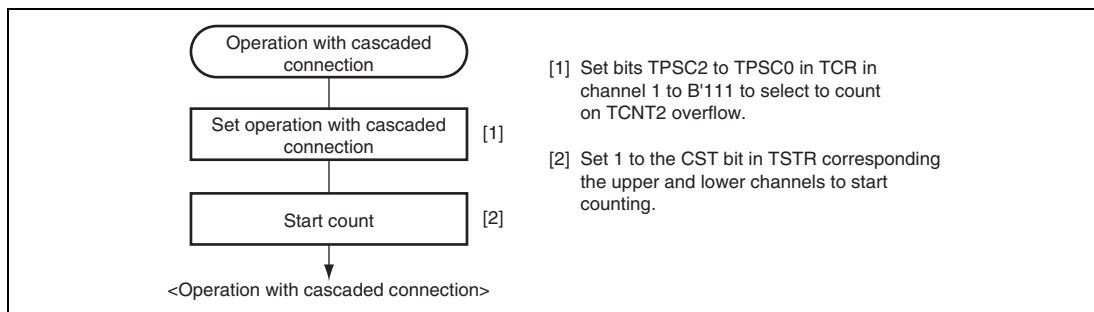 Operation with cascaded
connection
Set operation with cascaded
connection
[1]
Start count
[2]
<Operation with cascaded connection>
[1] Set bits TPSC2 to TPSC0 in TCR in
channel 1 to B'111 to select to count
on TCNT2 overflow.
[2] Set 1 to the CST bit in TSTR corresponding
the upper and lower channels to start
counting.